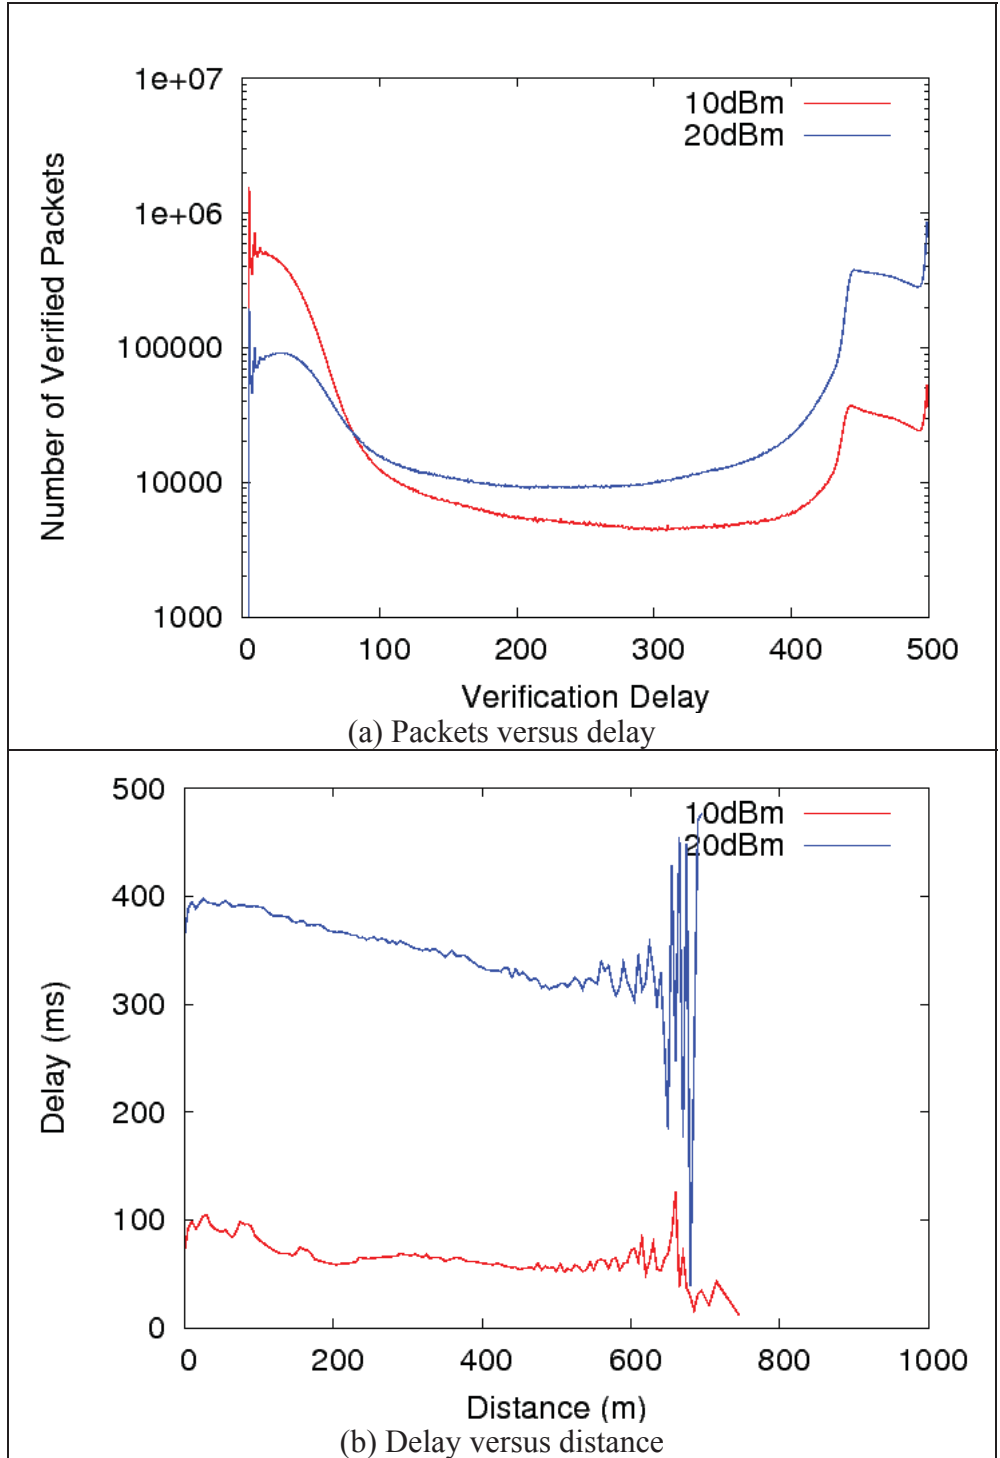 1e+07
1e+06
100000
10000
1000
Number of Verified Packets
10dBm
20dBm
0 100 200 300 400 500
Verification Delay
(a) Packets versus delay
500
400
300
200
100
0
Delay (ms)
10dBm
20dBm
0 200 400 600 800 1000
Distance (m)
(b) Delay versus distance